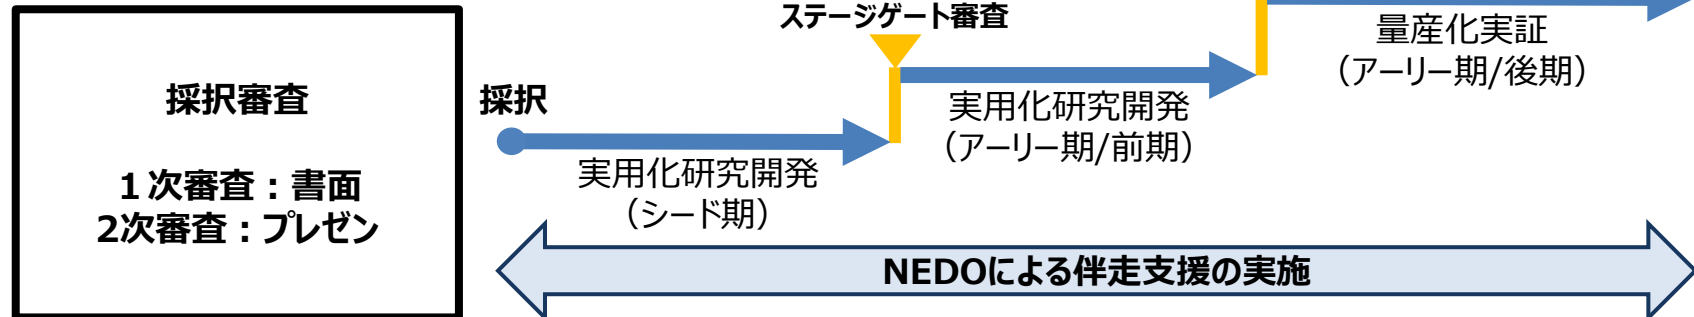 採択審査
1次審査：書面
2次審査：プレゼン
採択
実用化研究開発
（シード期）
ステージゲート審査
実用化研究開発
（アーリー期/前期）
量産化実証
（アーリー期/後期）
NEDOによる伴走支援の実施